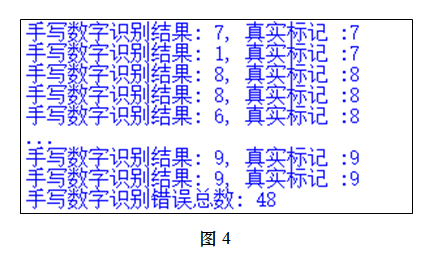 手写数字识别结果: 7, 真实标记 :7
手写数字识别结果: 1, 真实标记 :7
手写数字识别结果: 8, 真实标记 :8
手写数字识别结果: 8, 真实标记 :8
手写数字识别结果: 6, 真实标记 :8
...
手写数字识别结果: 9, 真实标记 :9
手写数字识别结果: 9, 真实标记 :9
手写数字识别错误总数: 48
图 4